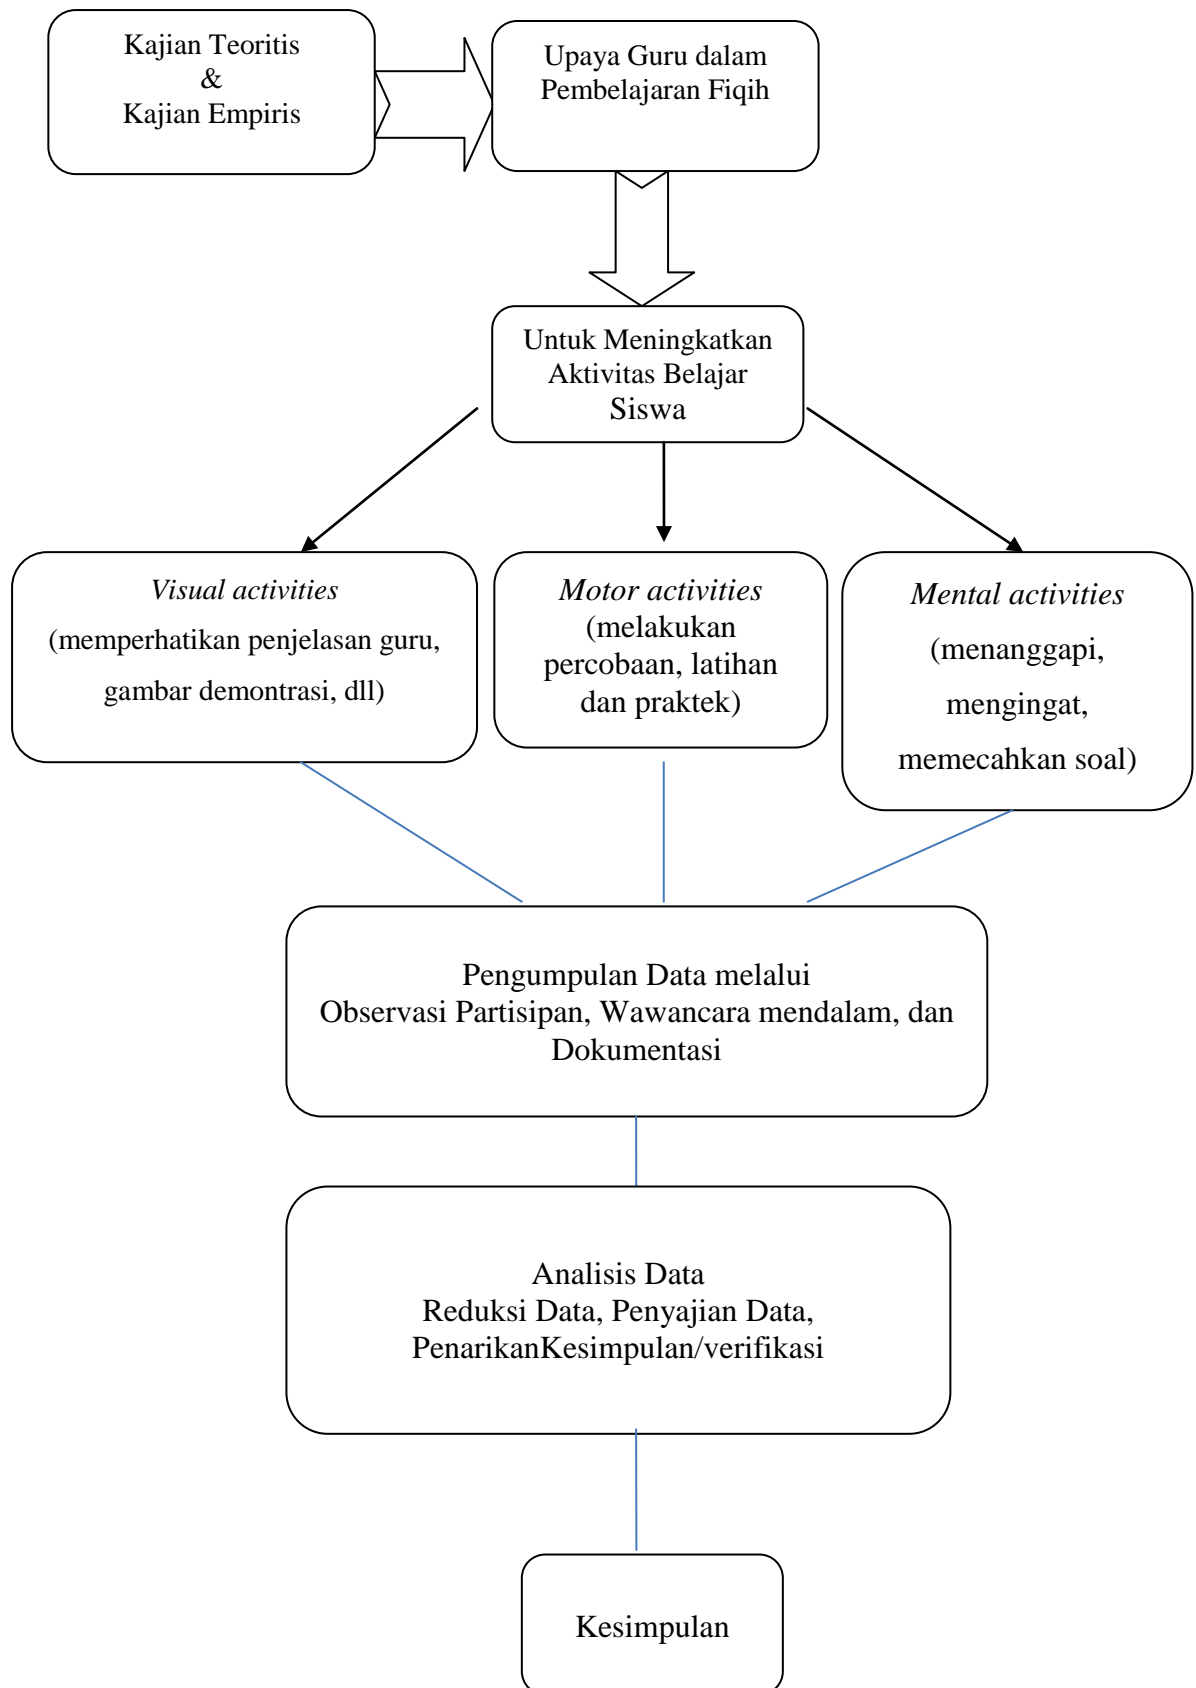 Kajian Teoritis
&
Kajian Empiris
Upaya Guru dalam
Pembelajaran Fiqih
Untuk Meningkatkan
Aktivitas Belajar
Siswa
Visual activities
(memperhatikan penjelasan guru,
gambar demontrasi, dll)
Motor activities
(melakukan
percobaan, latihan
dan praktek)
Mental activities
(menanggapi,
mengingat,
memecahkan soal)
Pengumpulan Data melalui
Observasi Partisipan, Wawancara mendalam, dan
Dokumentasi
Analisis Data
Reduksi Data, Penyajian Data,
PenarikanKesimpulan/verifikasi
Kesimpulan